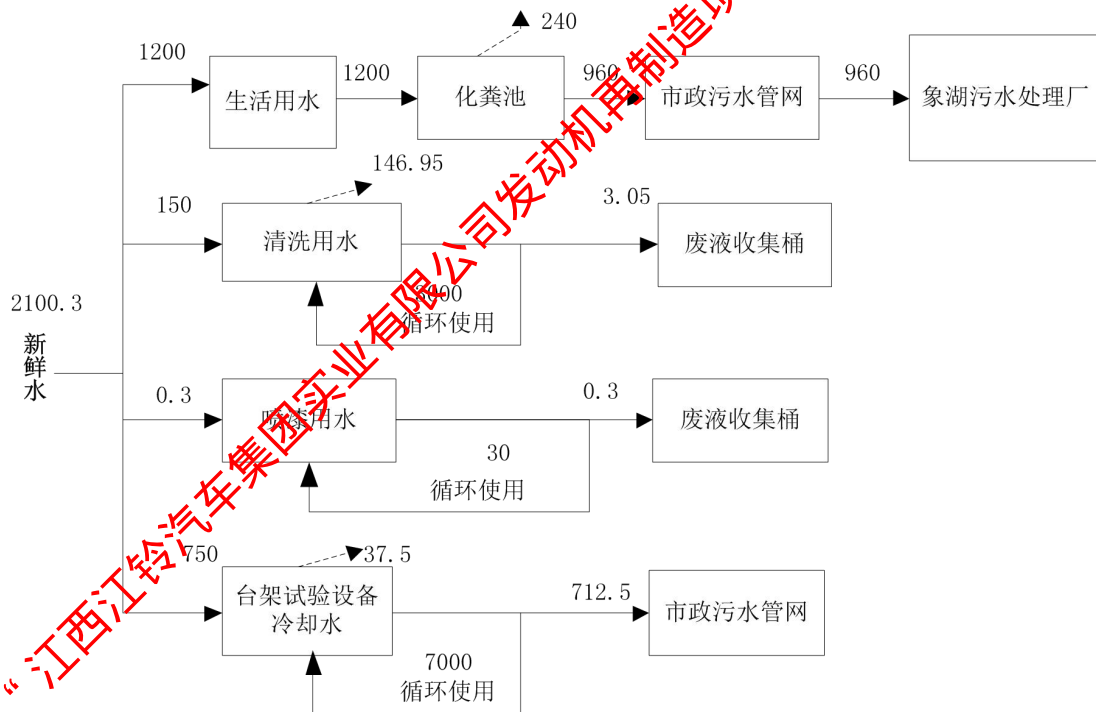 240
1200
生活用水
1200
化粪池
960
市政污水管网
960
象湖污水处理厂
146.95
150
清洗用水
3.05
废液收集桶
3000
循环使用
2100.3
新鲜水
0.3
喷漆用水
0.3
废液收集桶
30
循环使用
750
37.5
台架试验设备
冷却水
712.5
市政污水管网
7000
循环使用
“江西江铃汽车集团实业有限公司发动机再制造项